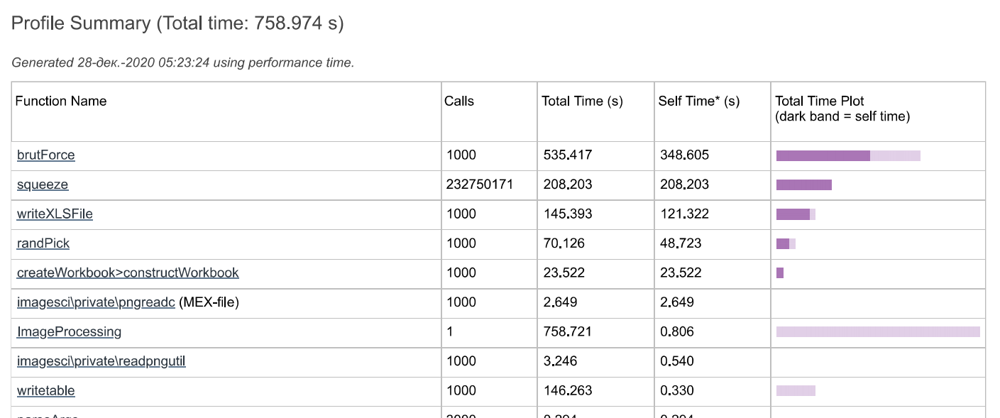 Profile Summary (Total time: 758.974 s)
Generated 28-дек.-2020 05:23:24 using performance time.
Function Name Calls Total Time (s) Self Time* (s) Total Time Plot
(dark band = self time)
brutForce 1000 535.417 348.605
squeeze 232750171 208.203 208.203
writeXLSFile 1000 145.393 121.322
randPick 1000 70.126 48.723
createWorkbook>constructWorkbook 1000 23.522 23.522
imagesci\private\pngreadc (MEX-file) 1000 2.649 2.649
ImageProcessing 1 758.721 0.806
imagesci\private\readpngutil 1000 3.246 0.540
writetable 1000 146.263 0.330